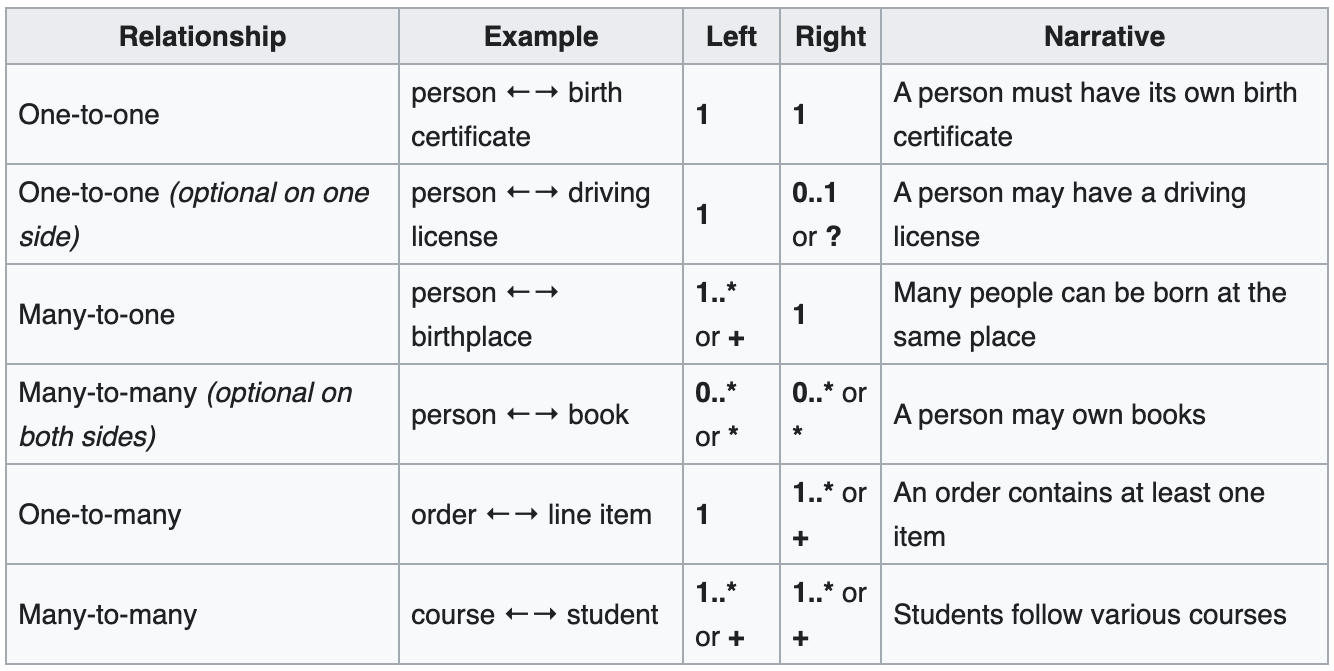 Relationship Example Left Right Narrative
One-to-one
person ←→ birth
certificate
1
1
A person must have its own birth
certificate
One-to-one (optional on one
side)
person ←→ driving
license
1
0..1
or ?
A person may have a driving
license
Many-to-one
person ←→
birthplace
1..*
or +
1
Many people can be born at the
same place
Many-to-many (optional on
both sides)
person ←→ book
0..*
or *
0..* or
*
A person may own books
One-to-many
order ←→ line item
1
1..* or
+
An order contains at least one
item
Many-to-many
course ←→ student
1..*
or +
1..* or
+
Students follow various courses